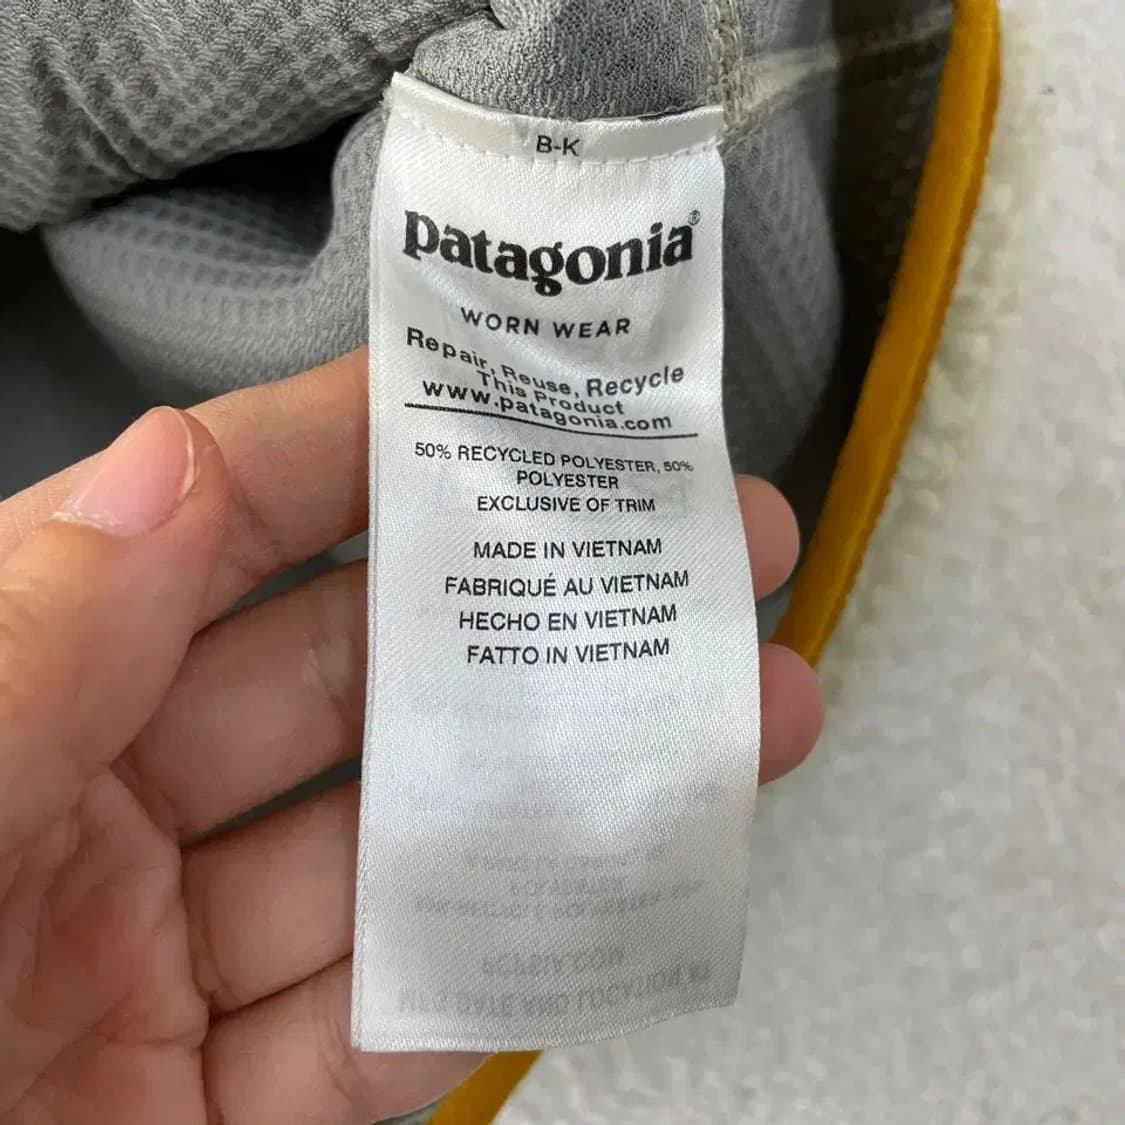 B-K
patagonia®
WORN WEAR
Repair, Reuse, Recycle
This Product
www.patagonia.com
50% RECYCLED POLYESTER, 50%
POLYESTER
EXCLUSIVE OF TRIM
MADE IN VIETNAM
FABRIQUÉ AU VIETNAM
HECHO EN VIETNAM
FATTO IN VIETNAM